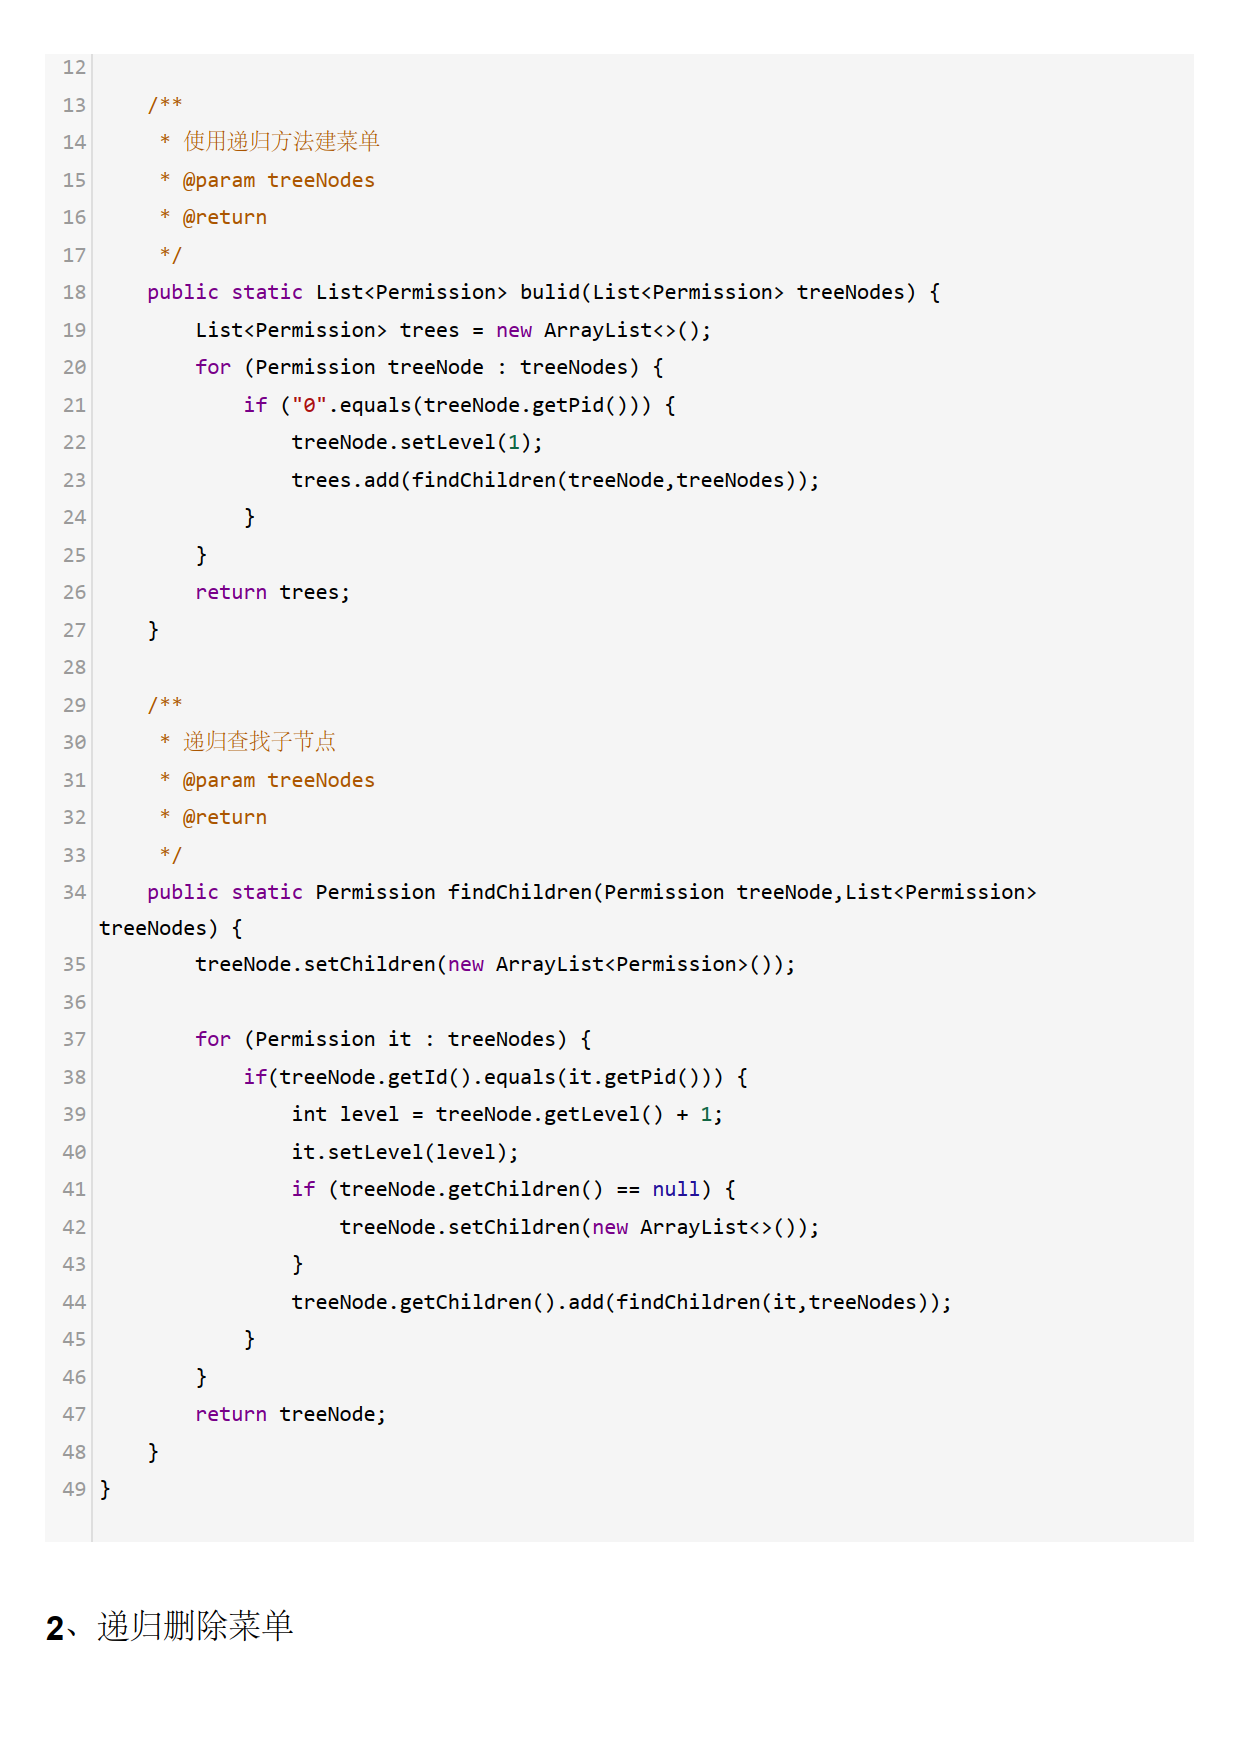 12
13     /**
14      * 使用递归方法建菜单
15      * @param treeNodes
16      * @return
17      */
18     public static List<Permission> bulid(List<Permission> treeNodes) {
19         List<Permission> trees = new ArrayList<>();
20         for (Permission treeNode : treeNodes) {
21             if ("0".equals(treeNode.getPid())) {
22                 treeNode.setLevel(1);
23                 trees.add(findChildren(treeNode,treeNodes));
24             }
25         }
26         return trees;
27     }
28
29     /**
30      * 递归查找子节点
31      * @param treeNodes
32      * @return
33      */
34     public static Permission findChildren(Permission treeNode,List<Permission>
treeNodes) {
35         treeNode.setChildren(new ArrayList<Permission>());
36
37         for (Permission it : treeNodes) {
38             if(treeNode.getId().equals(it.getPid())) {
39                 int level = treeNode.getLevel() + 1;
40                 it.setLevel(level);
41                 if (treeNode.getChildren() == null) {
42                     treeNode.setChildren(new ArrayList<>());
43                 }
44                 treeNode.getChildren().add(findChildren(it,treeNodes));
45             }
46         }
47         return treeNode;
48     }
49 }
2、递归删除菜单